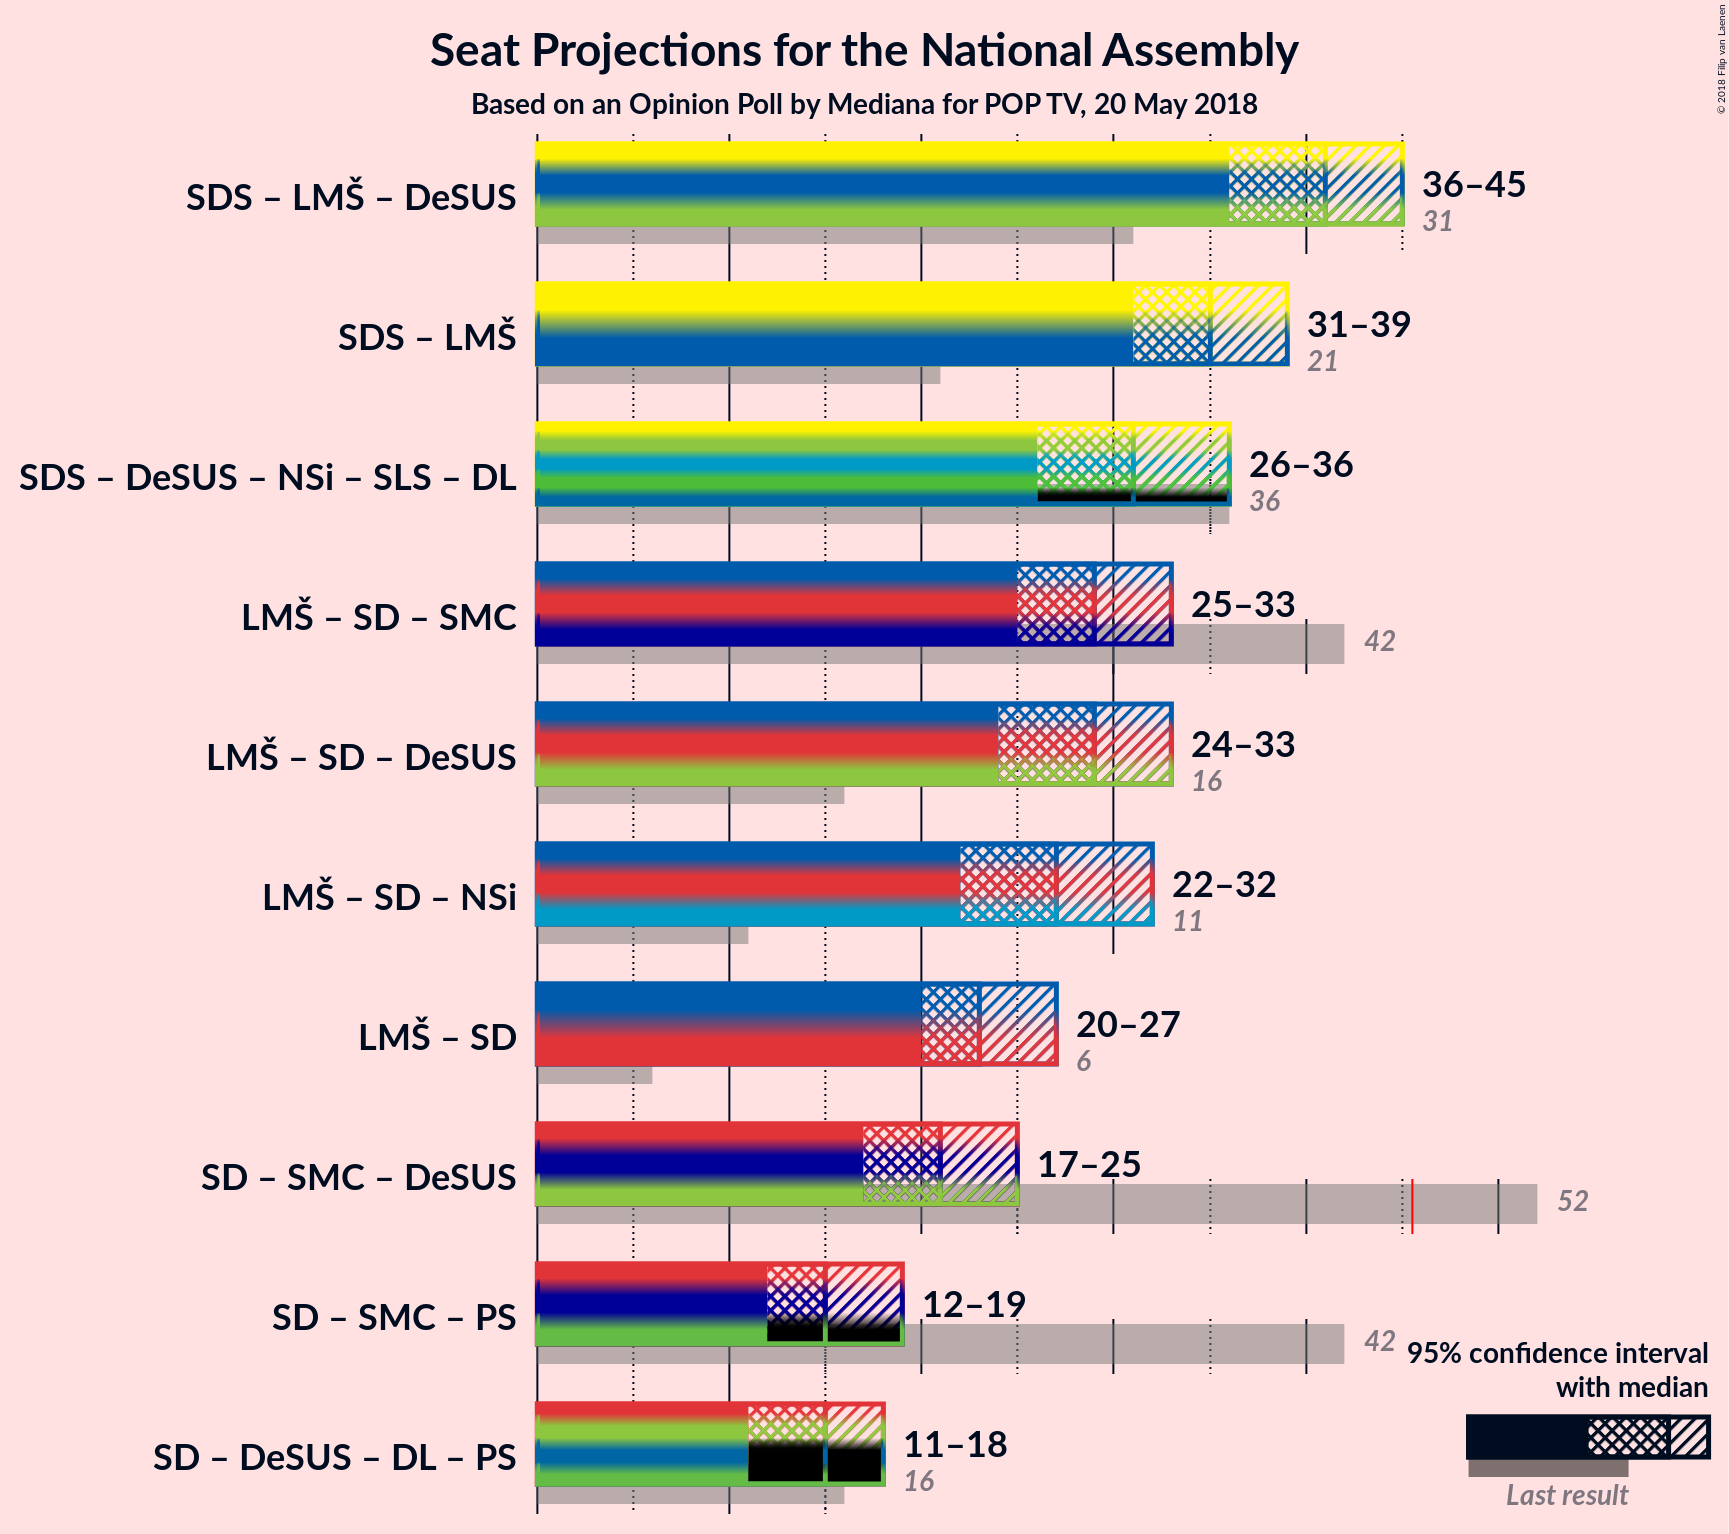 Seat Projections for the National Assembly
Based on an Opinion Poll by Mediana for POP TV, 20 May 2018
© 2018 Filip van Laenen
SDS – LMŠ – DeSUS
36–45
31
SDS – LMŠ
31–39
21
SDS – DeSUS – NSi – SLS – DL
26–36
36
LMŠ – SD – SMC
25–33
42
LMŠ – SD – DeSUS
24–33
16
LMŠ – SD – NSi
22–32
11
LMŠ – SD
20–27
6
SD – SMC – DeSUS
17–25
52
SD – SMC – PS
12–19
42
SD – DeSUS – DL – PS
11–18
16
95% confidence interval
with median
Last result